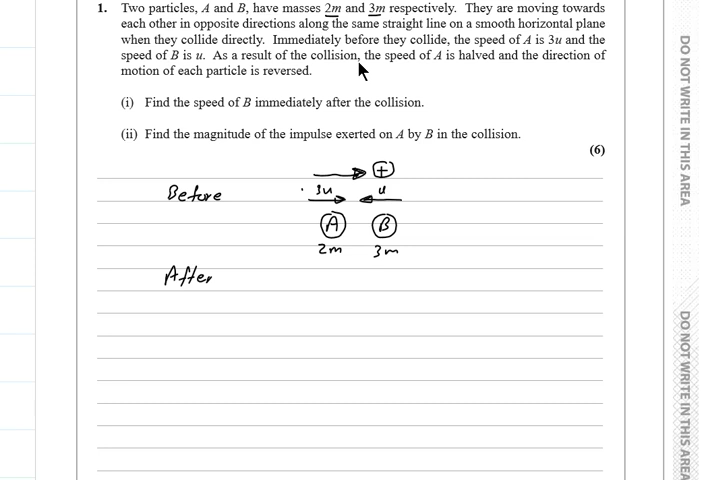 1. Two particles, A and B, have masses 2m and 3m respectively. They are moving towards
each other in opposite directions along the same straight line on a smooth horizontal plane
when they collide directly. Immediately before they collide, the speed of A is 3u and the
speed of B is u. As a result of the collision, the speed of A is halved and the direction of
motion of each particle is reversed.
(i) Find the speed of B immediately after the collision.
(ii) Find the magnitude of the impulse exerted on A by B in the collision.
(6)
+
Before 3u u
A B
2m 3m
After
DO NOT WRITE IN THIS AREA
DO NOT WRITE IN THIS AREA